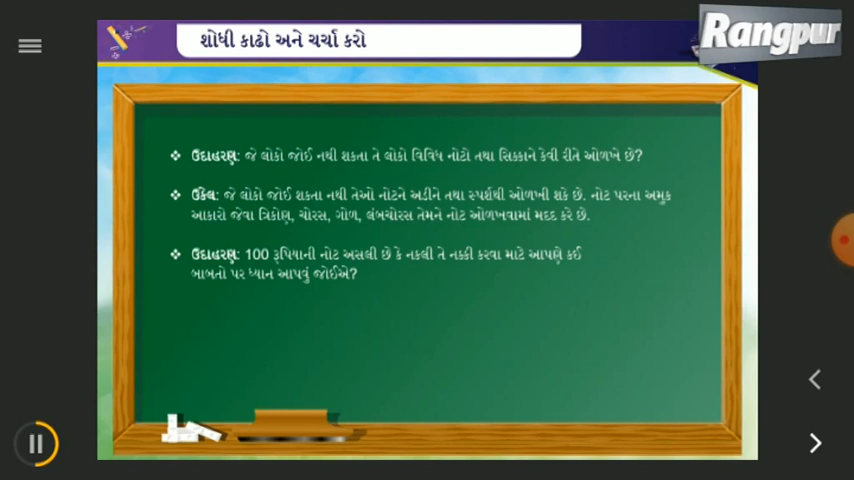 શોધી કાઢો અને ચર્ચા કરો
Rangpur
❖ ઉદાહરણ: જે લોકો જોઈ નથી શકતા તે લોકો વિવિધ નોટો તથા સિક્કાને કેવી રીતે ઓળખે છે?
❖ ઉકેલ: જે લોકો જોઈ શકતા નથી તેઓ નોટને અડીને તથા સ્પર્શથી ઓળખી શકે છે. નોટ પરના અમુક
આકારો જેવા ત્રિકોણ, ચોરસ, ગોળ, લંબચોરસ તેમને નોટ ઓળખવામાં મદદ કરે છે.
❖ ઉદાહરણ: 100 રૂપિયાની નોટ અસલી છે કે નકલી તે નક્કી કરવા માટે આપણે કઈ
બાબતો પર ધ્યાન આપવું જોઈએ?